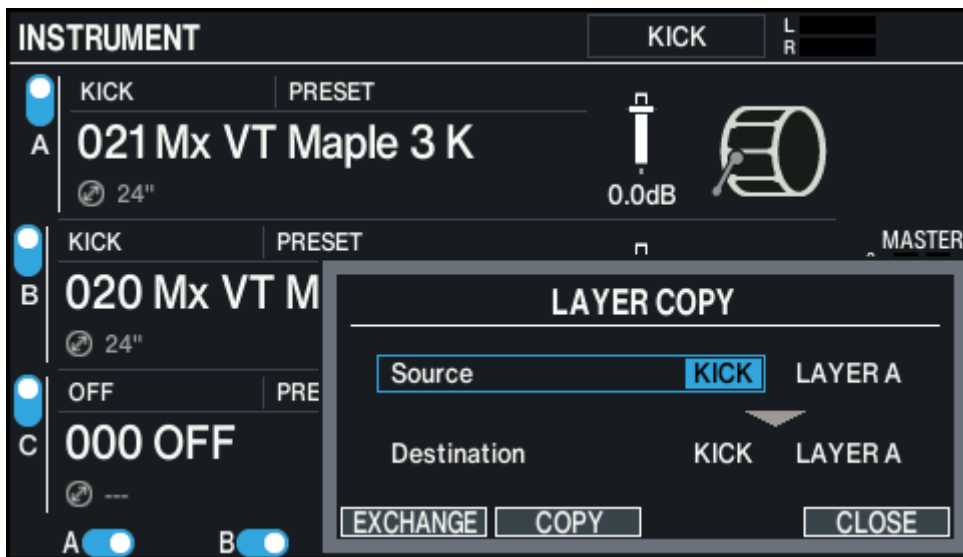 INSTRUMENT
KICK
L
R
KICK PRESET
A
021 Mx VT Maple 3 K
24"
0.0dB
KICK PRESET
MASTER
B
020 Mx VT M
24"
LAYER COPY
Source KICK LAYER A
Destination KICK LAYER A
EXCHANGE COPY CLOSE
OFF PRE
C
000 OFF
---
A B